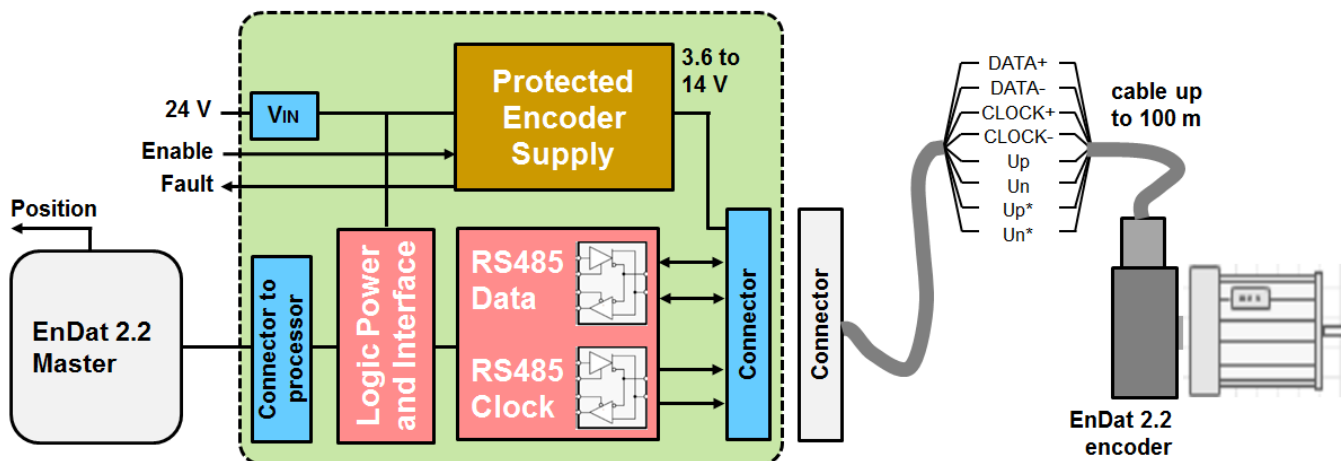 24 V
VIN
Enable
Fault
Protected
Encoder
Supply
3.6 to
14 V
Position
EnDat 2.2
Master
Connector to
processor
Logic Power
and Interface
RS485
Data
RS485
Clock
Connector
Connector
DATA+
DATA-
CLOCK+
CLOCK-
Up
Un
Up*
Un*
cable up
to 100 m
EnDat 2.2
encoder